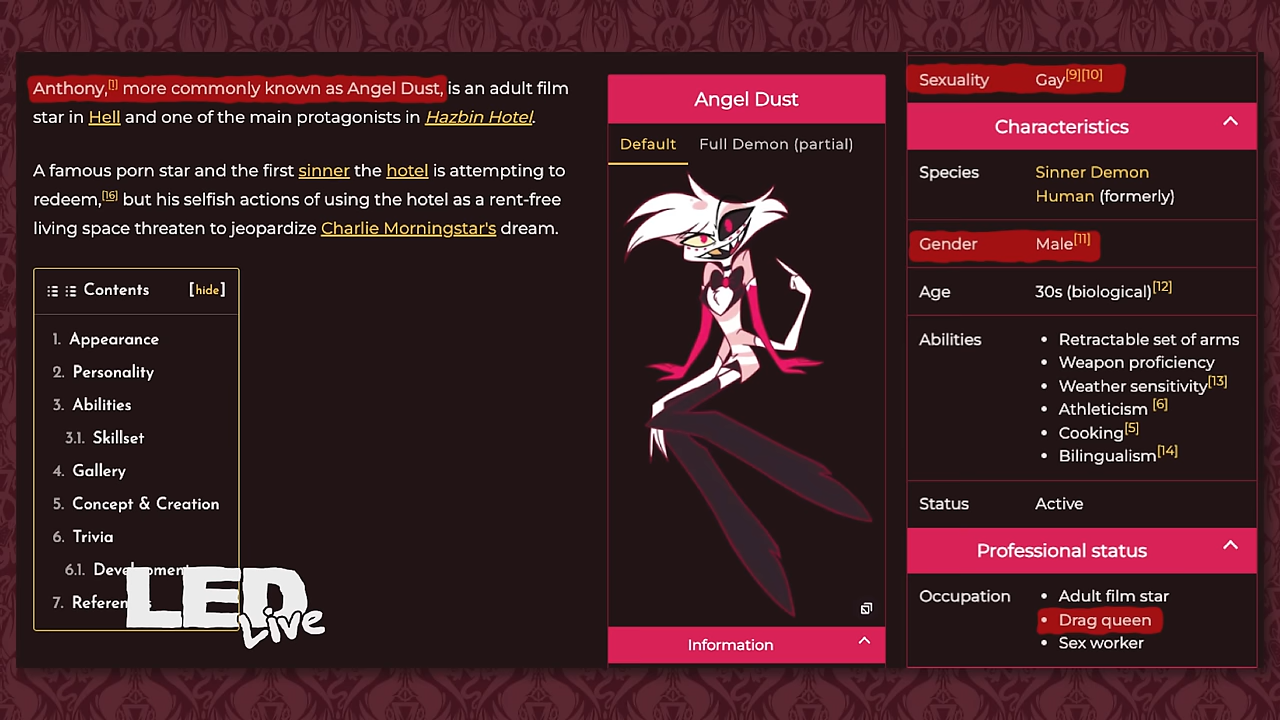 Anthony,[1] more commonly known as Angel Dust, is an adult film
star in Hell and one of the main protagonists in Hazbin Hotel.
A famous porn star and the first sinner the hotel is attempting to
redeem,[16] but his selfish actions of using the hotel as a rent-free
living space threaten to jeopardize Charlie Morningstar's dream.
Contents [hide]
1. Appearance
2. Personality
3. Abilities
3.1. Skillset
4. Gallery
5. Concept & Creation
6. Trivia
6.1.
7.
LED
Live
Angel Dust
Default Full Demon (partial)
Information
Sexuality Gay[9][10]
Characteristics
Species Sinner Demon
Human (formerly)
Gender Male[11]
Age 30s (biological)[12]
Abilities • Retractable set of arms
• Weapon proficiency
• Weather sensitivity[13]
• Athleticism [6]
• Cooking[5]
• Bilingualism[14]
Status Active
Professional status
Occupation • Adult film star
• Drag queen
• Sex worker